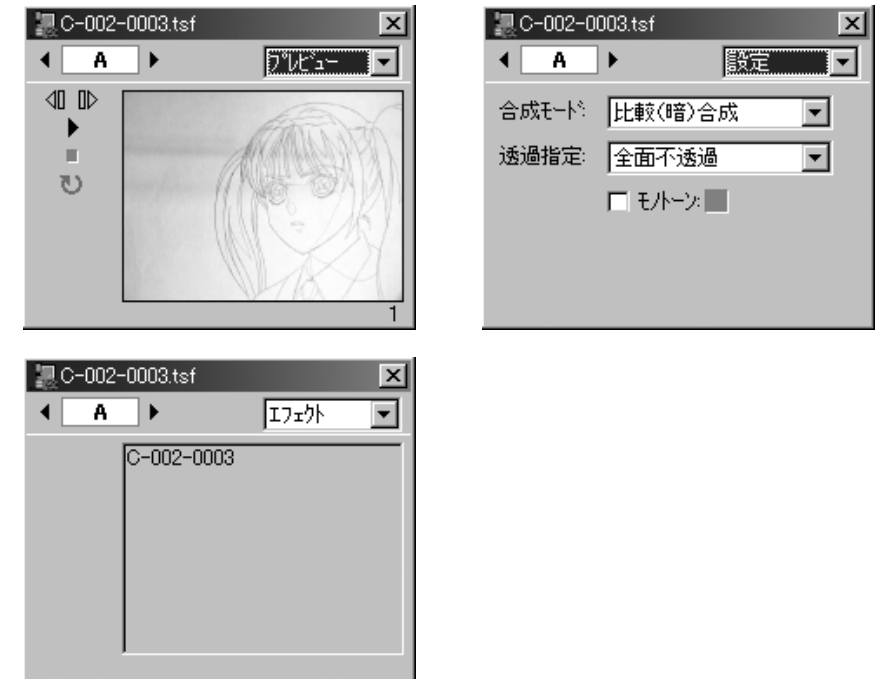 C-002-0003.tsf
A
プレビュー
1
C-002-0003.tsf
A
設定
合成モード:
比較(暗)合成
透過指定:
全面不透過
モノトーン:
C-002-0003.tsf
A
エフェクト
C-002-0003